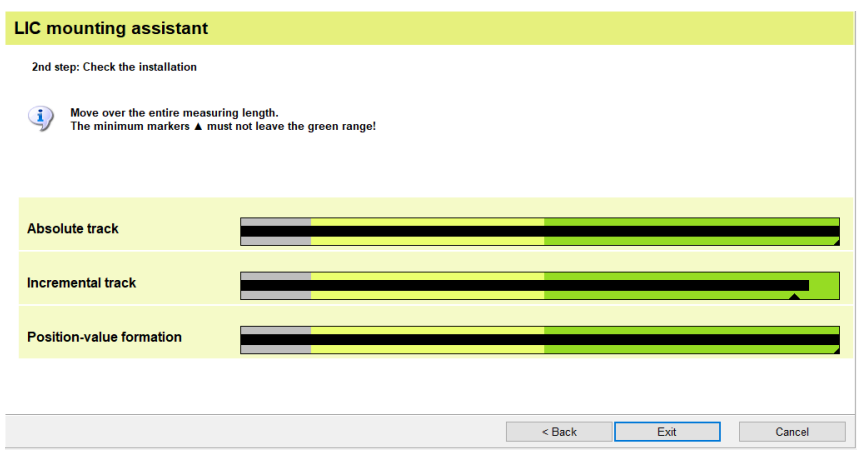 LIC mounting assistant
2nd step: Check the installation
Move over the entire measuring length.
The minimum markers ▲ must not leave the green range!
Absolute track
Incremental track
Position-value formation
< Back
Exit
Cancel